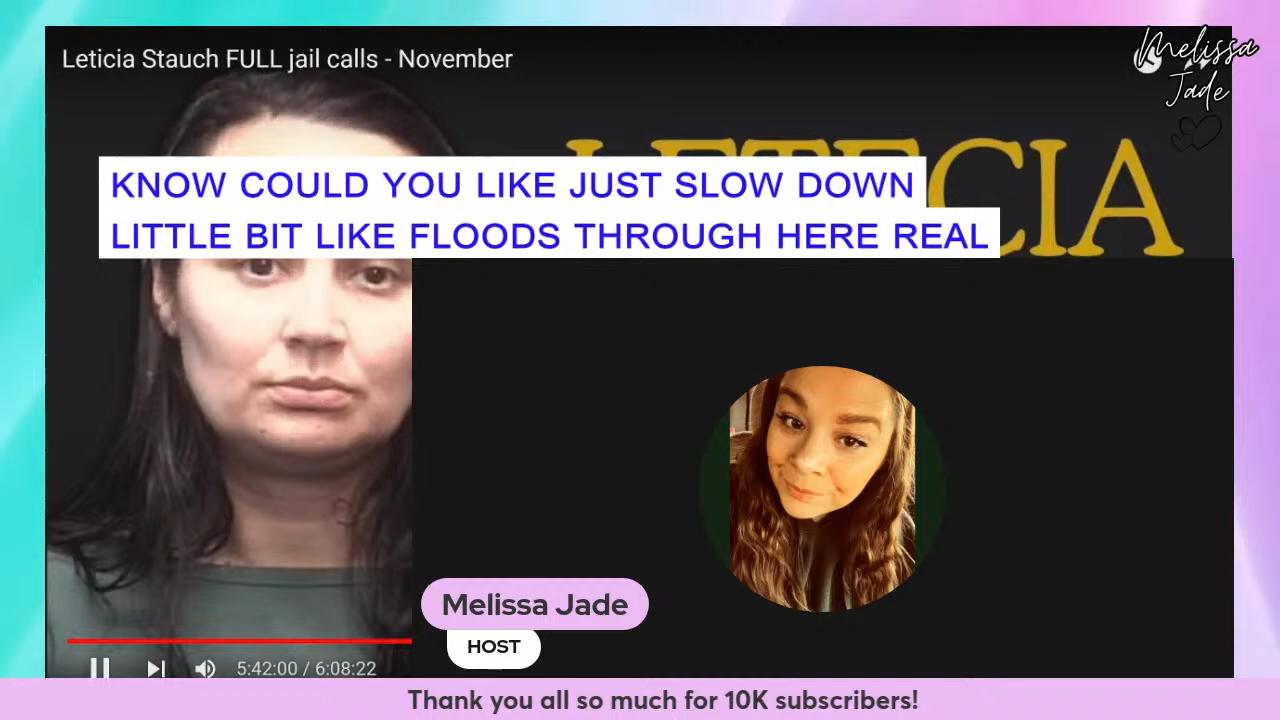 Leticia Stauch FULL jail calls - November
Melissa
Jade
LETECIA
KNOW COULD YOU LIKE JUST SLOW DOWN
LITTLE BIT LIKE FLOODS THROUGH HERE REAL
Melissa Jade
HOST
5:42:00 / 6:08:22
Thank you all so much for 10K subscribers!